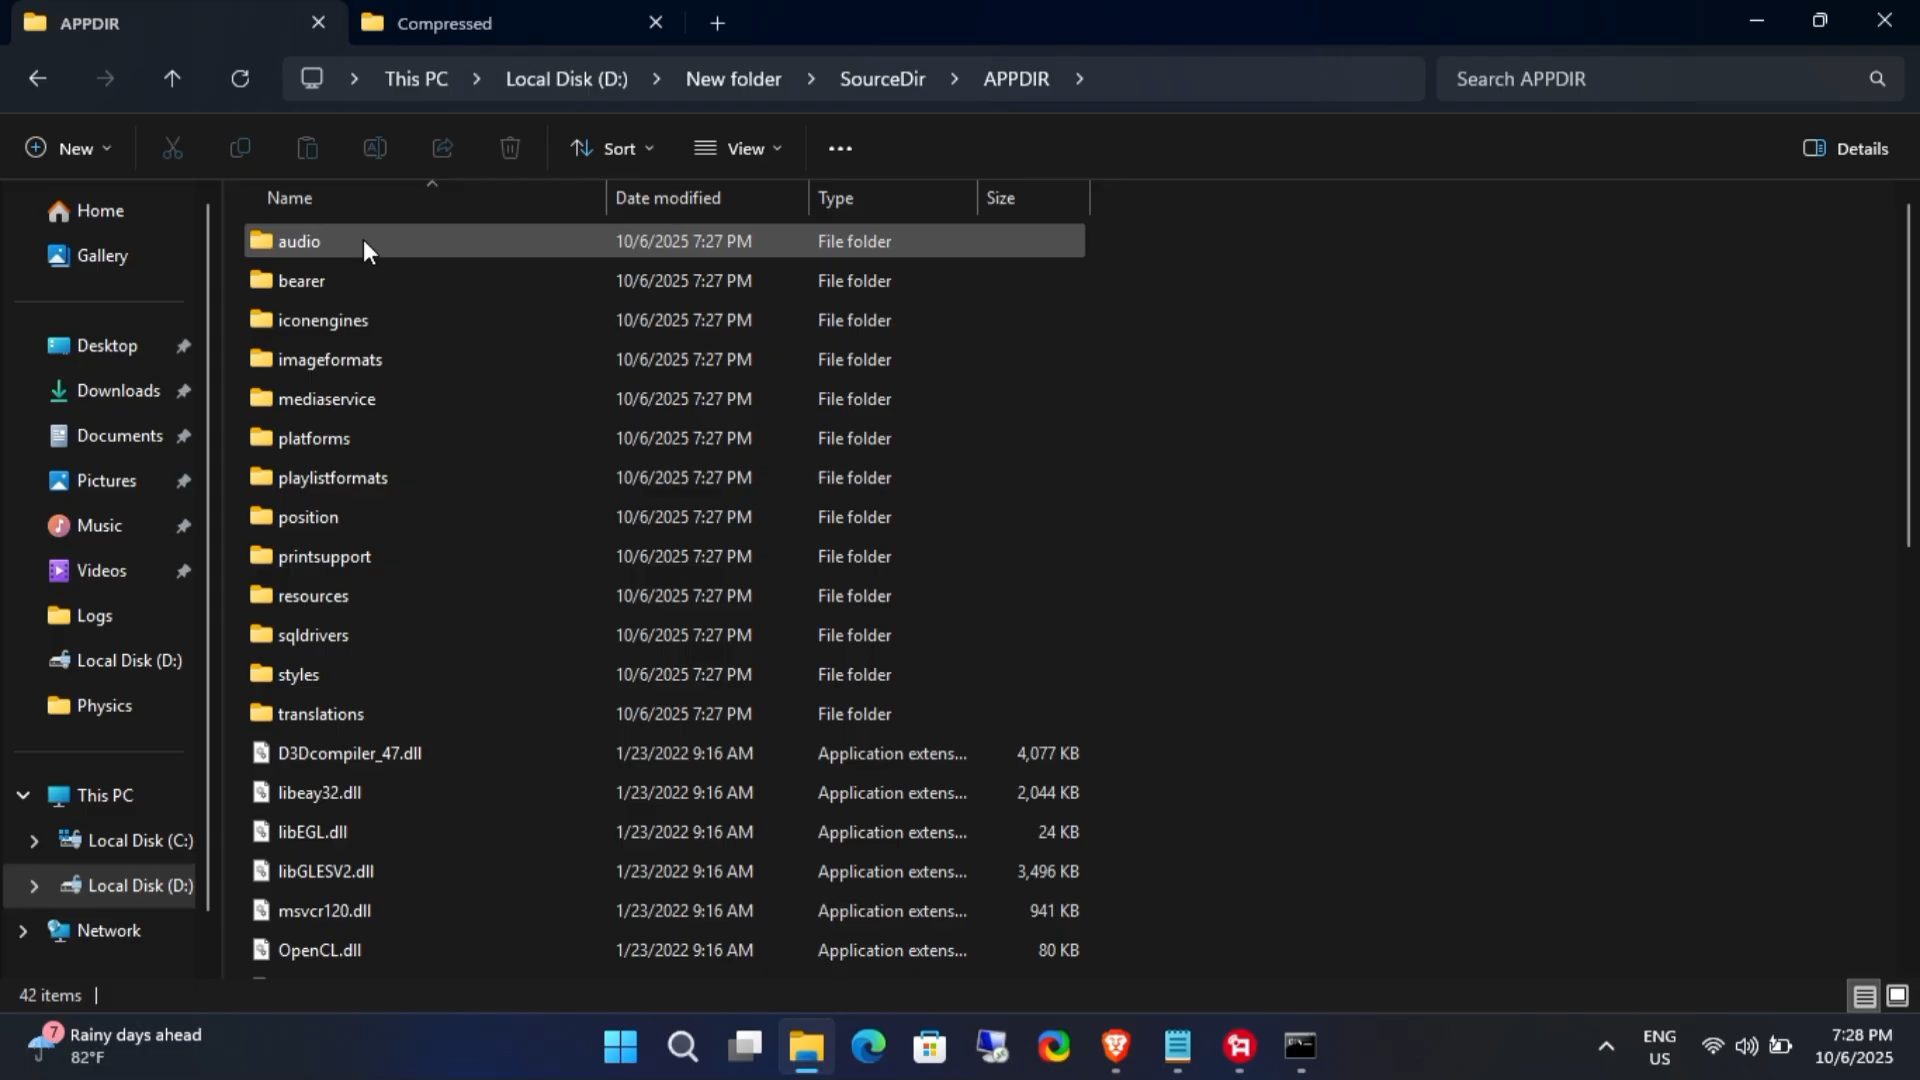 APPDIR
Compressed
This PC
Local Disk (D:)
New folder
SourceDir
APPDIR
Search APPDIR
New
Sort
View
Details
Home
Gallery
Desktop
Downloads
Documents
Pictures
Music
Videos
Logs
Local Disk (D:)
Physics
This PC
Local Disk (C:)
Local Disk (D:)
Network
Name Date modified Type Size
audio 10/6/2025 7:27 PM File folder
bearer 10/6/2025 7:27 PM File folder
iconengines 10/6/2025 7:27 PM File folder
imageformats 10/6/2025 7:27 PM File folder
mediaservice 10/6/2025 7:27 PM File folder
platforms 10/6/2025 7:27 PM File folder
playlistformats 10/6/2025 7:27 PM File folder
position 10/6/2025 7:27 PM File folder
printsupport 10/6/2025 7:27 PM File folder
resources 10/6/2025 7:27 PM File folder
sqldrivers 10/6/2025 7:27 PM File folder
styles 10/6/2025 7:27 PM File folder
translations 10/6/2025 7:27 PM File folder
D3Dcompiler_47.dll 1/23/2022 9:16 AM Application extens... 4,077 KB
libeay32.dll 1/23/2022 9:16 AM Application extens... 2,044 KB
libEGL.dll 1/23/2022 9:16 AM Application extens... 24 KB
libGLESV2.dll 1/23/2022 9:16 AM Application extens... 3,496 KB
msvcr120.dll 1/23/2022 9:16 AM Application extens... 941 KB
OpenCL.dll 1/23/2022 9:16 AM Application extens... 80 KB
42 items
7
Rainy days ahead
82°F
ENG
US
7:28 PM
10/6/2025